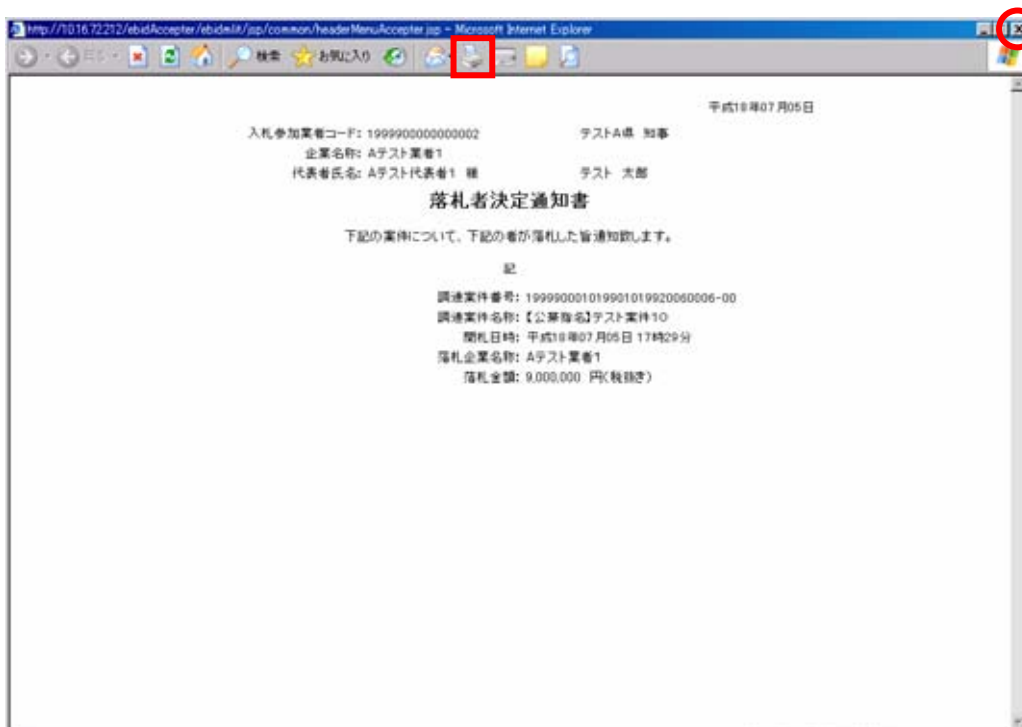 http://10.16.72.212/ebidAccepter/ebidmlit/jsp/common/headerMenuAccepter.jsp - Microsoft Internet Explorer
検索 お気に入り
平成18年07月05日
入札参加業者コード: 1999900000000002 テストA県 知事
企業名称: Aテスト業者1
代表者氏名: Aテスト代表者1 様 テスト 太郎
落札者決定通知書
下記の案件について、下記の者が落札した旨通知致します。
記
調達案件番号: 199990001019901019920060006-00
調達案件名称: 【公募指名】テスト案件10
開札日時: 平成18年07月05日 17時29分
落札企業名称: Aテスト業者1
落札金額: 9,000,000 円(税抜き)